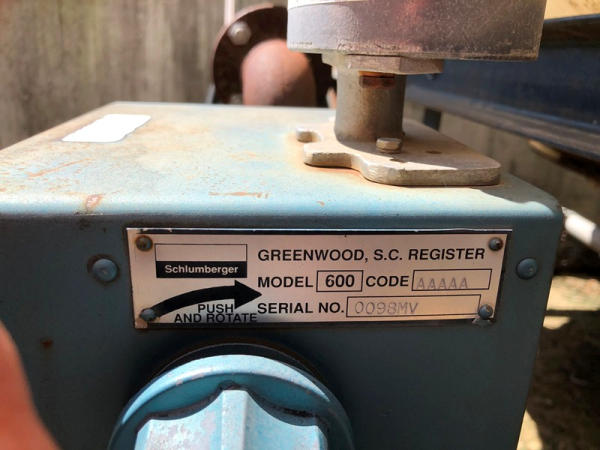 Schlumberger
GREENWOOD, S.C. REGISTER
MODEL 600 CODE AAAAA
PUSH
AND ROTATE
SERIAL NO. 0098MV